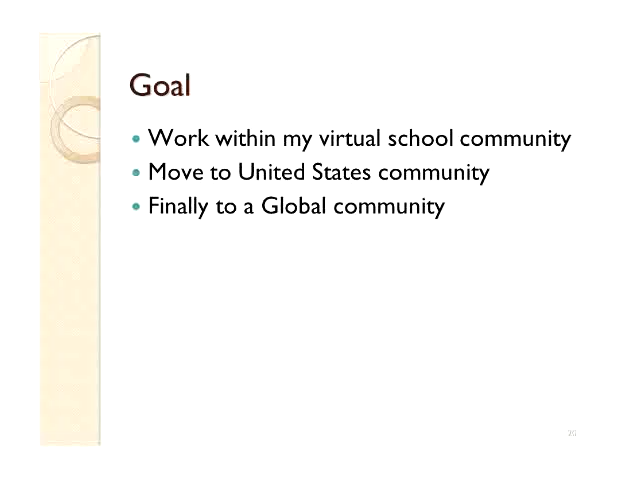 Goal
Work within my virtual school community
Move to United States community
Finally to a Global community